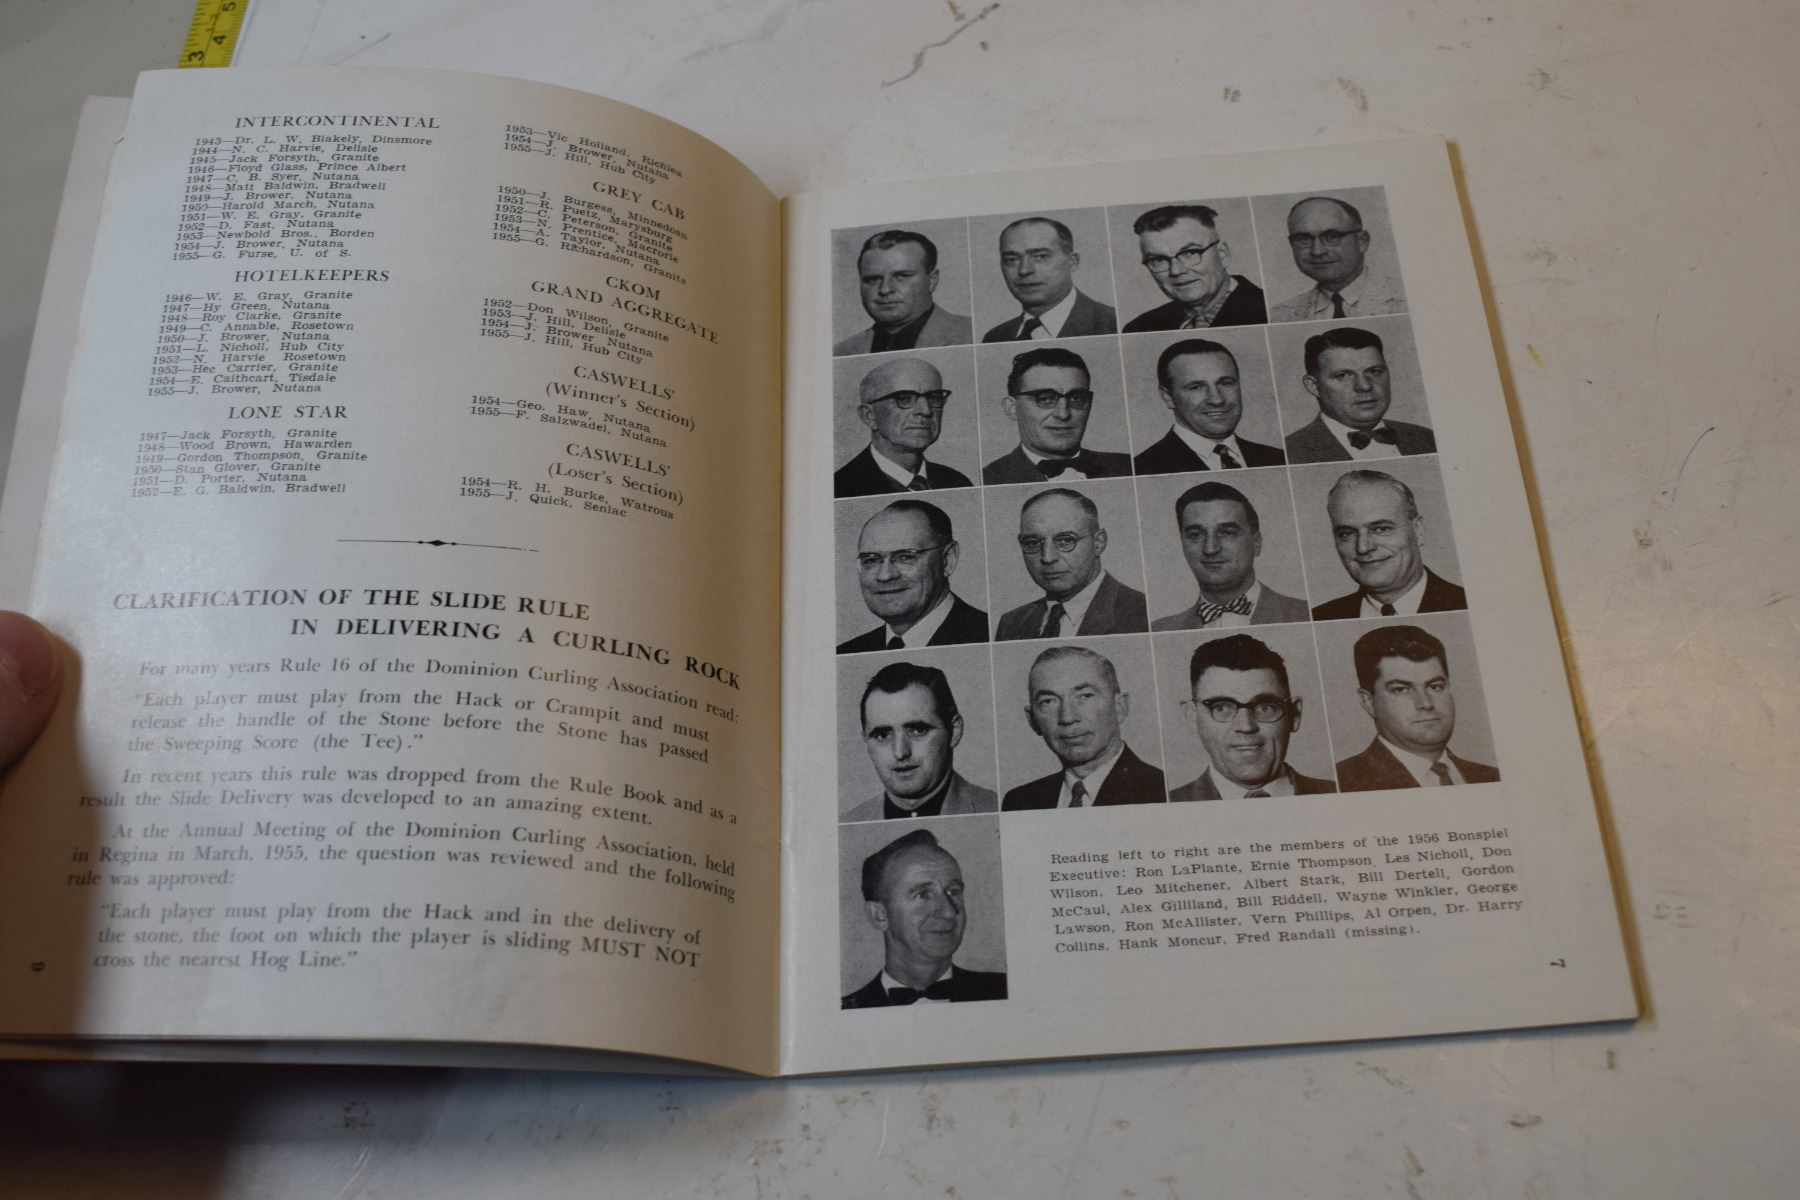 INTERCONTINENTAL
1943—Dr. L. W. Blakely, Dinsmore
1944—N. C. Harvie, Delisle
1945—Jack Forsyth, Granite
1946—Floyd Glass, Prince Albert
1947—C. B. Syer, Nutana
1948—Matt Baldwin, Bradwell
1949—J. Brower, Nutana
1950—Harold March, Nutana
1951—W. E. Gray, Granite
1952—D. Fast, Nutana
1953—Newbold Bros., Borden
1954—J. Brower, Nutana
1955—G. Furse, U. of S.
HOTELKEEPERS
1946—W. E. Gray, Granite
1947—Hy Green, Nutana
1948—Roy Clarke, Granite
1949—C. Annable, Rosetown
1950—J. Brower, Nutana
1951—L. Nicholl, Hub City
1952—N. Harvie Rosetown
1953—Hec Carrier, Granite
1954—E. Caithcart, Tisdale
1955—J. Brower, Nutana
LONE STAR
1947—Jack Forsyth, Granite
1948—Wood Brown, Hawarden
1949—Gordon Thompson, Granite
1950—Stan Glover, Granite
1951—D. Porter, Nutana
1952—E. G. Baldwin, Bradwell
1953—Vic Holland, Richlea
1954—J. Brower, Nutana
1955—J. Hill, Hub City
GREY CAB
1950—J. Burgess, Minnedosa
1951—R. Puetz, Marysburg
1952—C. Peterson, Granite
1953—N. Prentice, Macrorie
1954—A. Taylor, Nutana
1955—G. Richardson, Granite
CKOM
GRAND AGGREGATE
1952—Don Wilson, Granite
1953—J. Hill, Delisle
1954—J. Brower Nutana
1955—J. Hill, Hub City
CASWELLS'
(Winner's Section)
1954—Geo. Haw, Nutana
1955—F. Salzwadel, Nutana
CASWELLS'
(Loser's Section)
1954—R. H. Burke, Watrous
1955—J. Quick, Senlac
CLARIFICATION OF THE SLIDE RULE
IN DELIVERING A CURLING ROCK
For many years Rule 16 of the Dominion Curling Association read:
"Each player must play from the Hack or Crampit and must
release the handle of the Stone before the Stone has passed
the Sweeping Score (the Tee)."
In recent years this rule was dropped from the Rule Book and as a
result the Slide Delivery was developed to an amazing extent.
At the Annual Meeting of the Dominion Curling Association, held
in Regina in March, 1955, the question was reviewed and the following
rule was approved:
"Each player must play from the Hack and in the delivery of
the stone, the foot on which the player is sliding MUST NOT
cross the nearest Hog Line."
6
Reading left to right are the members of the 1956 Bonspiel
Executive: Ron LaPlante, Ernie Thompson, Les Nicholl, Don
Wilson, Leo Mitchener, Albert Stark, Bill Dertell, Gordon
McCaul, Alex Gilliland, Bill Riddell, Wayne Winkler, George
Lawson, Ron McAllister, Vern Phillips, Al Orpen, Dr. Harry
Collins, Hank Moncur, Fred Randall (missing).
7
3 4 5